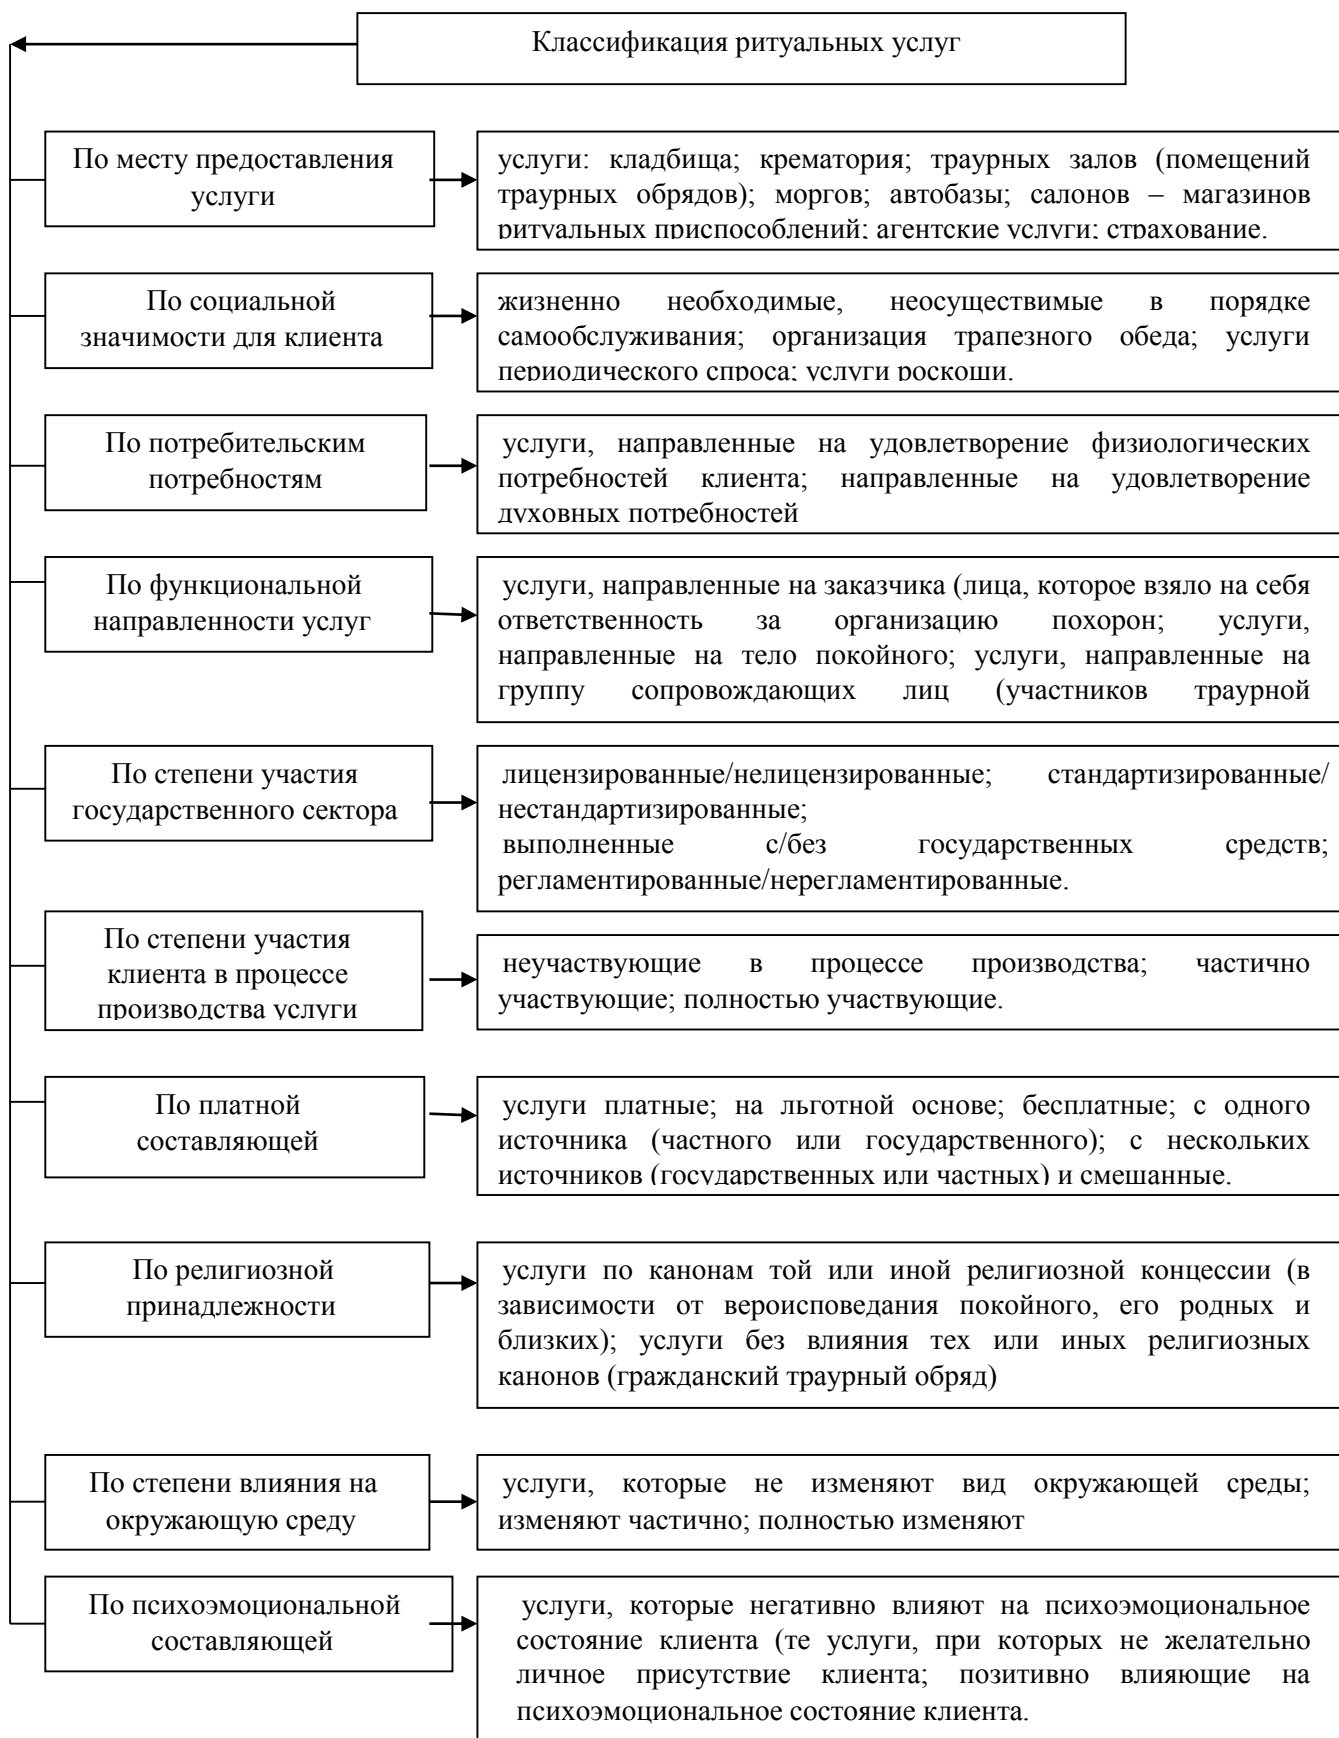 Классификация ритуальных услуг
По месту предоставления
услуги
услуги: кладбища; крематория; траурных залов (помещений
траурных обрядов); моргов; автобазы; салонов – магазинов
ритуальных приспособлений; агентские услуги; страхование.
По социальной
значимости для клиента
жизненно необходимые, неосуществимые в порядке
самообслуживания; организация трапезного обеда; услуги
периодического спроса; услуги роскоши.
По потребительским
потребностям
услуги, направленные на удовлетворение физиологических
потребностей клиента; направленные на удовлетворение
духовных потребностей
По функциональной
направленности услуг
услуги, направленные на заказчика (лица, которое взяло на себя
ответственность за организацию похорон; услуги,
направленные на тело покойного; услуги, направленные на
группу сопровождающих лиц (участников траурной
По степени участия
государственного сектора
лицензированные/нелицензированные; стандартизированные/
нестандартизированные;
выполненные с/без государственных средств;
регламентированные/нерегламентированные.
По степени участия
клиента в процессе
производства услуги
неучаствующие в процессе производства; частично
участвующие; полностью участвующие.
По платной
составляющей
услуги платные; на льготной основе; бесплатные; с одного
источника (частного или государственного); с нескольких
источников (государственных или частных) и смешанные.
По религиозной
принадлежности
услуги по канонам той или иной религиозной концессии (в
зависимости от вероисповедания покойного, его родных и
близких); услуги без влияния тех или иных религиозных
канонов (гражданский траурный обряд)
По степени влияния на
окружающую среду
услуги, которые не изменяют вид окружающей среды;
изменяют частично; полностью изменяют
По психоэмоциональной
составляющей
услуги, которые негативно влияют на психоэмоциональное
состояние клиента (те услуги, при которых не желательно
личное присутствие клиента; позитивно влияющие на
психоэмоциональное состояние клиента.